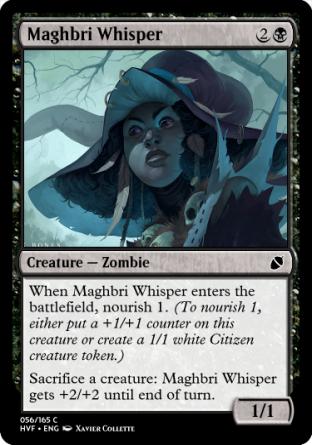 Maghbri Whisper 2
Creature — Zombie
When Maghbri Whisper enters the
battlefield, nourish 1. (To nourish 1,
either put a +1/+1 counter on this
creature or create a 1/1 white Citizen
creature token.)
Sacrifice a creature: Maghbri Whisper
gets +2/+2 until end of turn.
1/1
056/165 C
HVF • ENG XAVIER COLLETTE